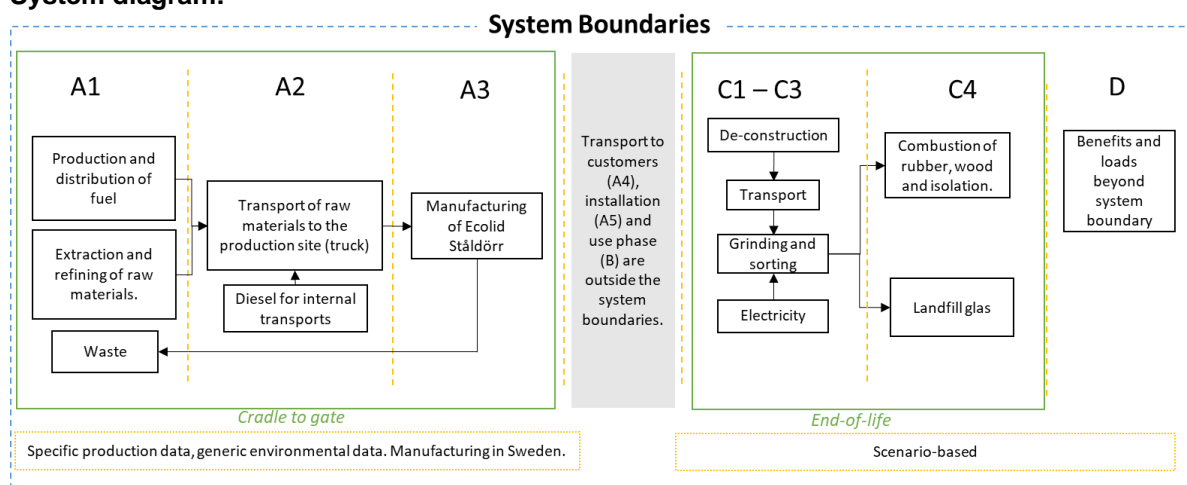 System diagram:
System Boundaries
A1
A2
A3
C1 – C3
C4
D
Production and
distribution of
fuel
Extraction and
refining of raw
materials.
Waste
Transport of raw
materials to the
production site (truck)
Diesel for internal
transports
Manufacturing
of Ecolid
Ståldörr
Transport to
customers
(A4),
installation
(A5) and
use phase
(B) are
outside the
system
boundaries.
De-construction
Transport
Grinding and
sorting
Electricity
Combustion of
rubber, wood
and isolation.
Landfill glas
Benefits and
loads
beyond
system
boundary
Cradle to gate
End-of-life
Specific production data, generic environmental data. Manufacturing in Sweden.
Scenario-based